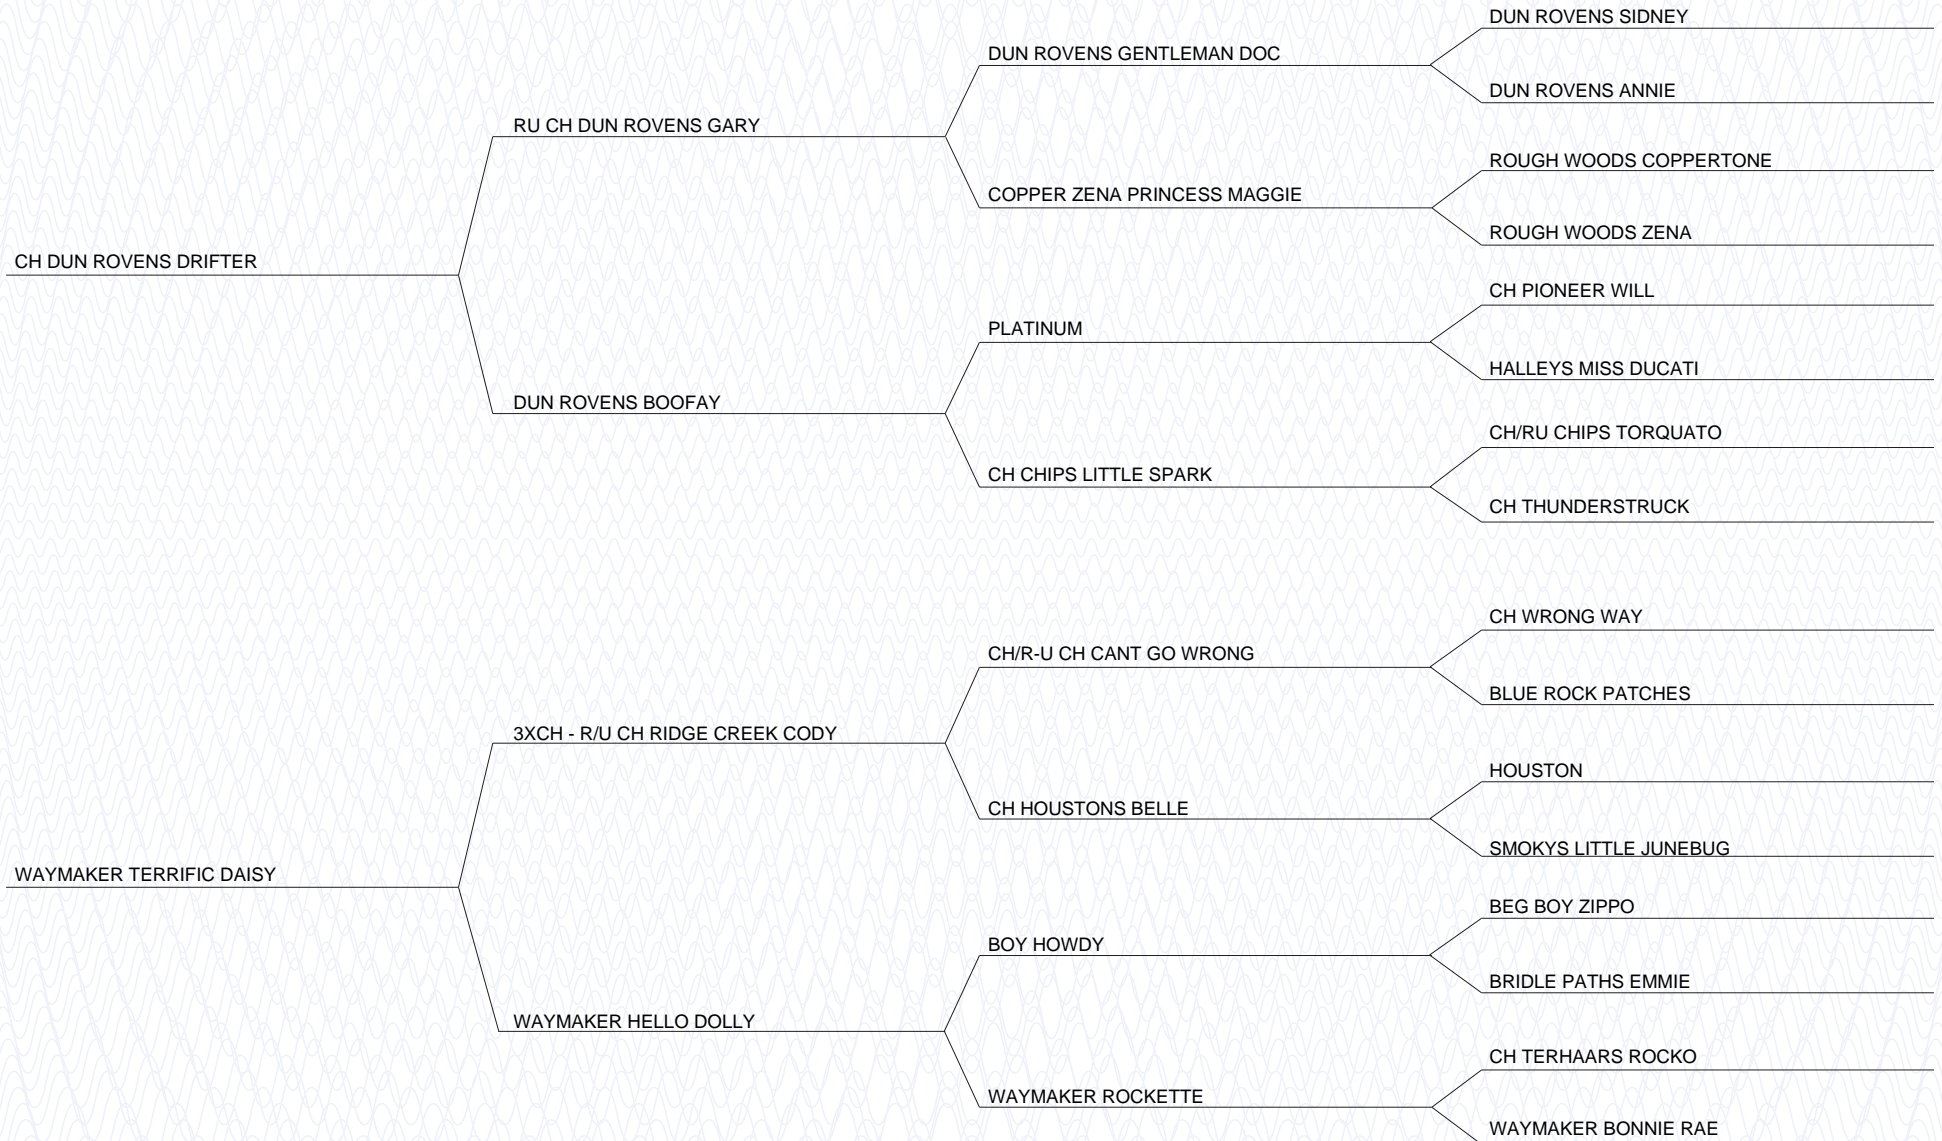 DUN ROVENS SIDNEY
DUN ROVENS GENTLEMAN DOC
DUN ROVENS ANNIE
RU CH DUN ROVENS GARY
ROUGH WOODS COPPERTONE
COPPER ZENA PRINCESS MAGGIE
ROUGH WOODS ZENA
CH DUN ROVENS DRIFTER
CH PIONEER WILL
PLATINUM
HALLEYS MISS DUCATI
DUN ROVENS BOOFAY
CH/RU CHIPS TORQUATO
CH CHIPS LITTLE SPARK
CH THUNDERSTRUCK
CH WRONG WAY
CH/R-U CH CANT GO WRONG
BLUE ROCK PATCHES
3XCH - R/U CH RIDGE CREEK CODY
HOUSTON
CH HOUSTONS BELLE
SMOKYS LITTLE JUNEBUG
WAYMAKER TERRIFIC DAISY
BEG BOY ZIPPO
BOY HOWDY
BRIDLE PATHS EMMIE
WAYMAKER HELLO DOLLY
CH TERHAARS ROCKO
WAYMAKER ROCKETTE
WAYMAKER BONNIE RAE